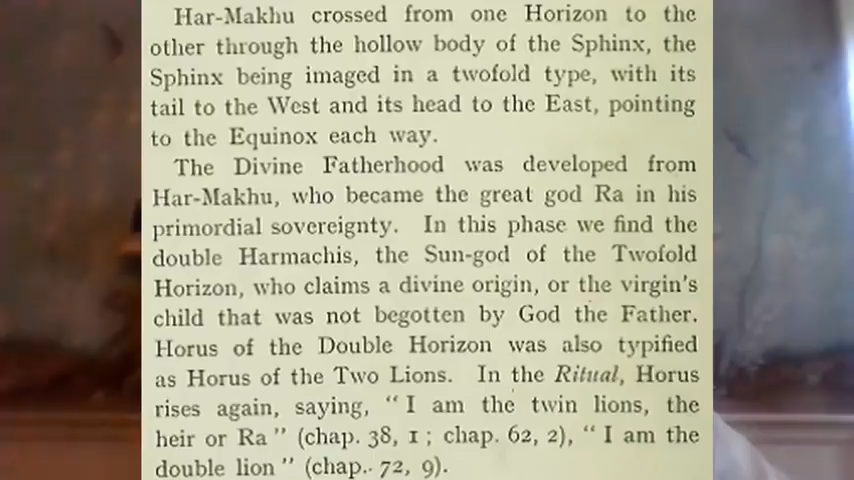 Har-Makhu crossed from one Horizon to the
other through the hollow body of the Sphinx, the
Sphinx being imaged in a twofold type, with its
tail to the West and its head to the East, pointing
to the Equinox each way.
The Divine Fatherhood was developed from
Har-Makhu, who became the great god Ra in his
primordial sovereignty. In this phase we find the
double Harmachis, the Sun-god of the Twofold
Horizon, who claims a divine origin, or the virgin's
child that was not begotten by God the Father.
Horus of the Double Horizon was also typified
as Horus of the Two Lions. In the Ritual, Horus
rises again, saying, "I am the twin lions, the
heir or Ra" (chap. 38, 1; chap. 62, 2), "I am the
double lion" (chap. 72, 9).